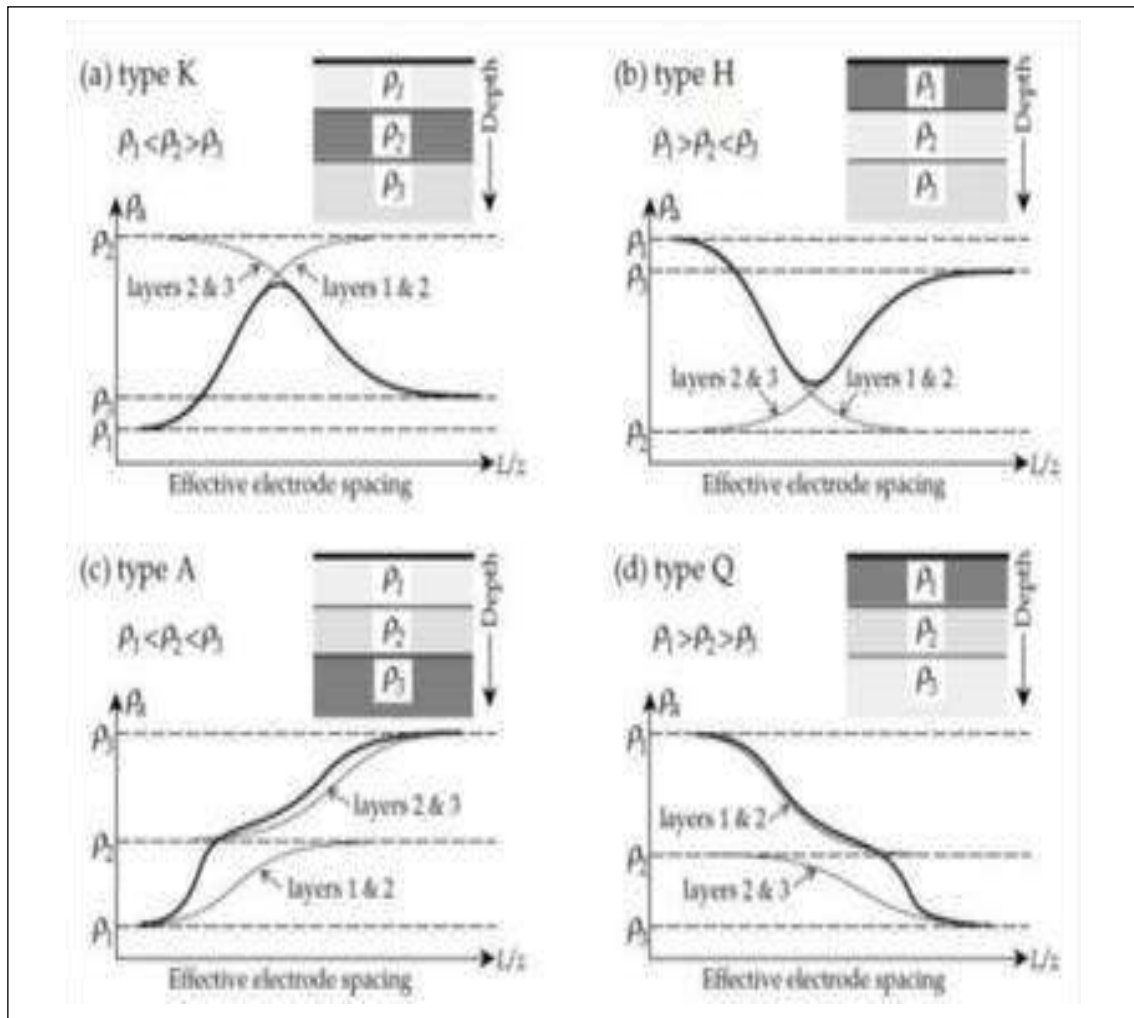 (a) type K
ρ1<ρ2>ρ3
ρ1
ρ2
ρ3
Depth
ρa
ρ2
ρ3
ρ1
layers 2 & 3
layers 1 & 2
L/z
Effective electrode spacing
(b) type H
ρ1>ρ2<ρ3
ρ1
ρ2
ρ3
Depth
ρa
ρ1
ρ3
ρ2
layers 2 & 3
layers 1 & 2
L/z
Effective electrode spacing
(c) type A
ρ1<ρ2<ρ3
ρ1
ρ2
ρ3
Depth
ρa
ρ3
ρ2
ρ1
layers 2 & 3
layers 1 & 2
L/z
Effective electrode spacing
(d) type Q
ρ1>ρ2>ρ3
ρ1
ρ2
ρ3
Depth
ρa
ρ1
ρ2
ρ3
layers 1 & 2
layers 2 & 3
L/z
Effective electrode spacing